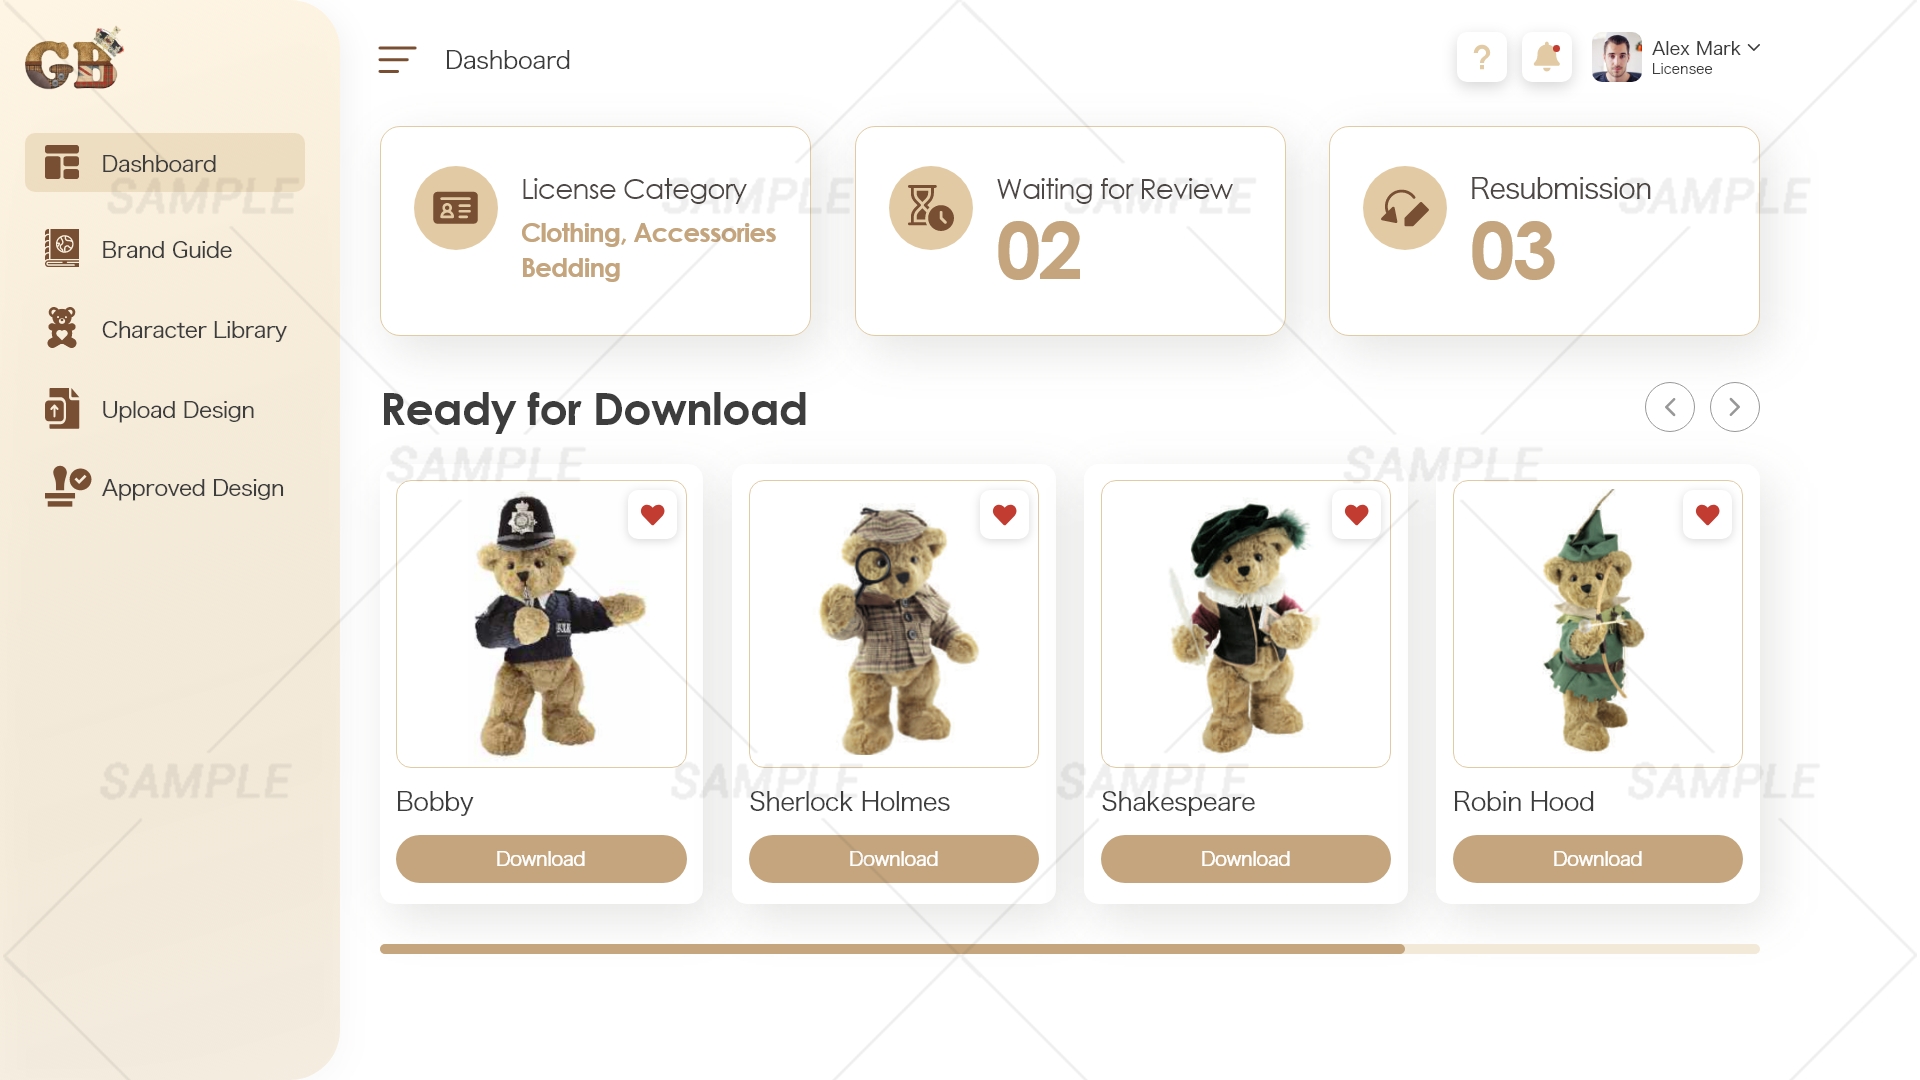 GB
Dashboard
Alex Mark
Licensee
Dashboard
Brand Guide
Character Library
Upload Design
Approved Design
License Category
Clothing, Accessories
Bedding
Waiting for Review
02
Resubmission
03
Ready for Download
Bobby
Download
Sherlock Holmes
Download
Shakespeare
Download
Robin Hood
Download
SAMPLE
SAMPLE
SAMPLE
SAMPLE
SAMPLE
SAMPLE
SAMPLE
SAMPLE
SAMPLE
SAMPLE